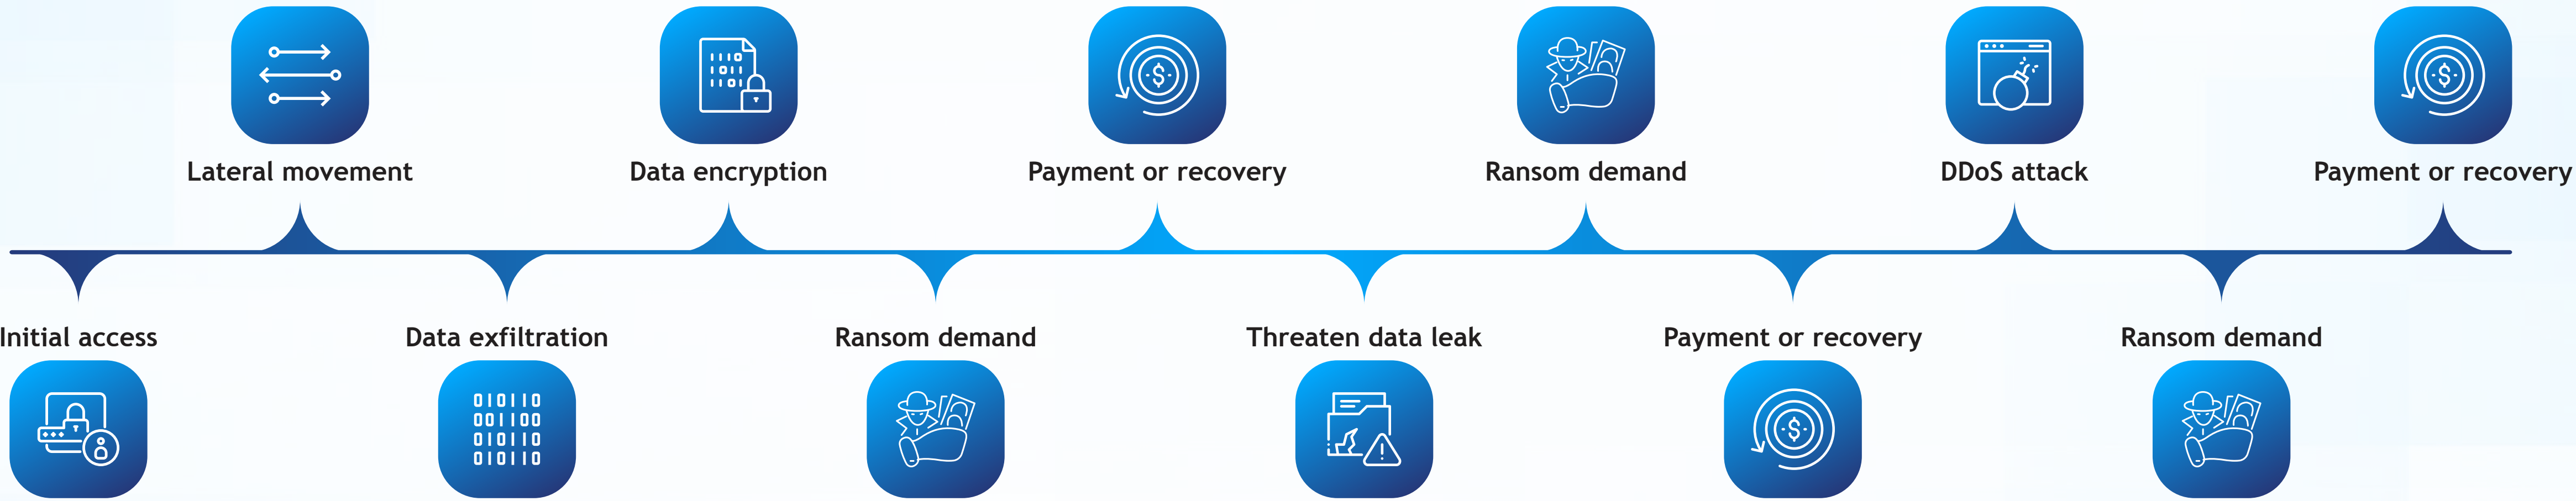 Initial access
Lateral movement
Data exfiltration
Data encryption
Ransom demand
Payment or recovery
Threaten data leak
Ransom demand
Payment or recovery
DDoS attack
Ransom demand
Payment or recovery